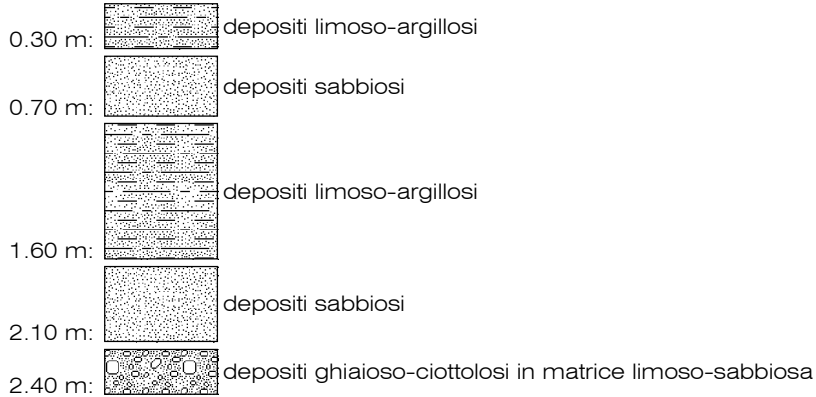 depositi limoso-argillosi
0.30 m:
depositi sabbiosi
0.70 m:
depositi limoso-argillosi
1.60 m:
depositi sabbiosi
2.10 m:
depositi ghiaioso-ciottolosi in matrice limoso-sabbiosa
2.40 m: